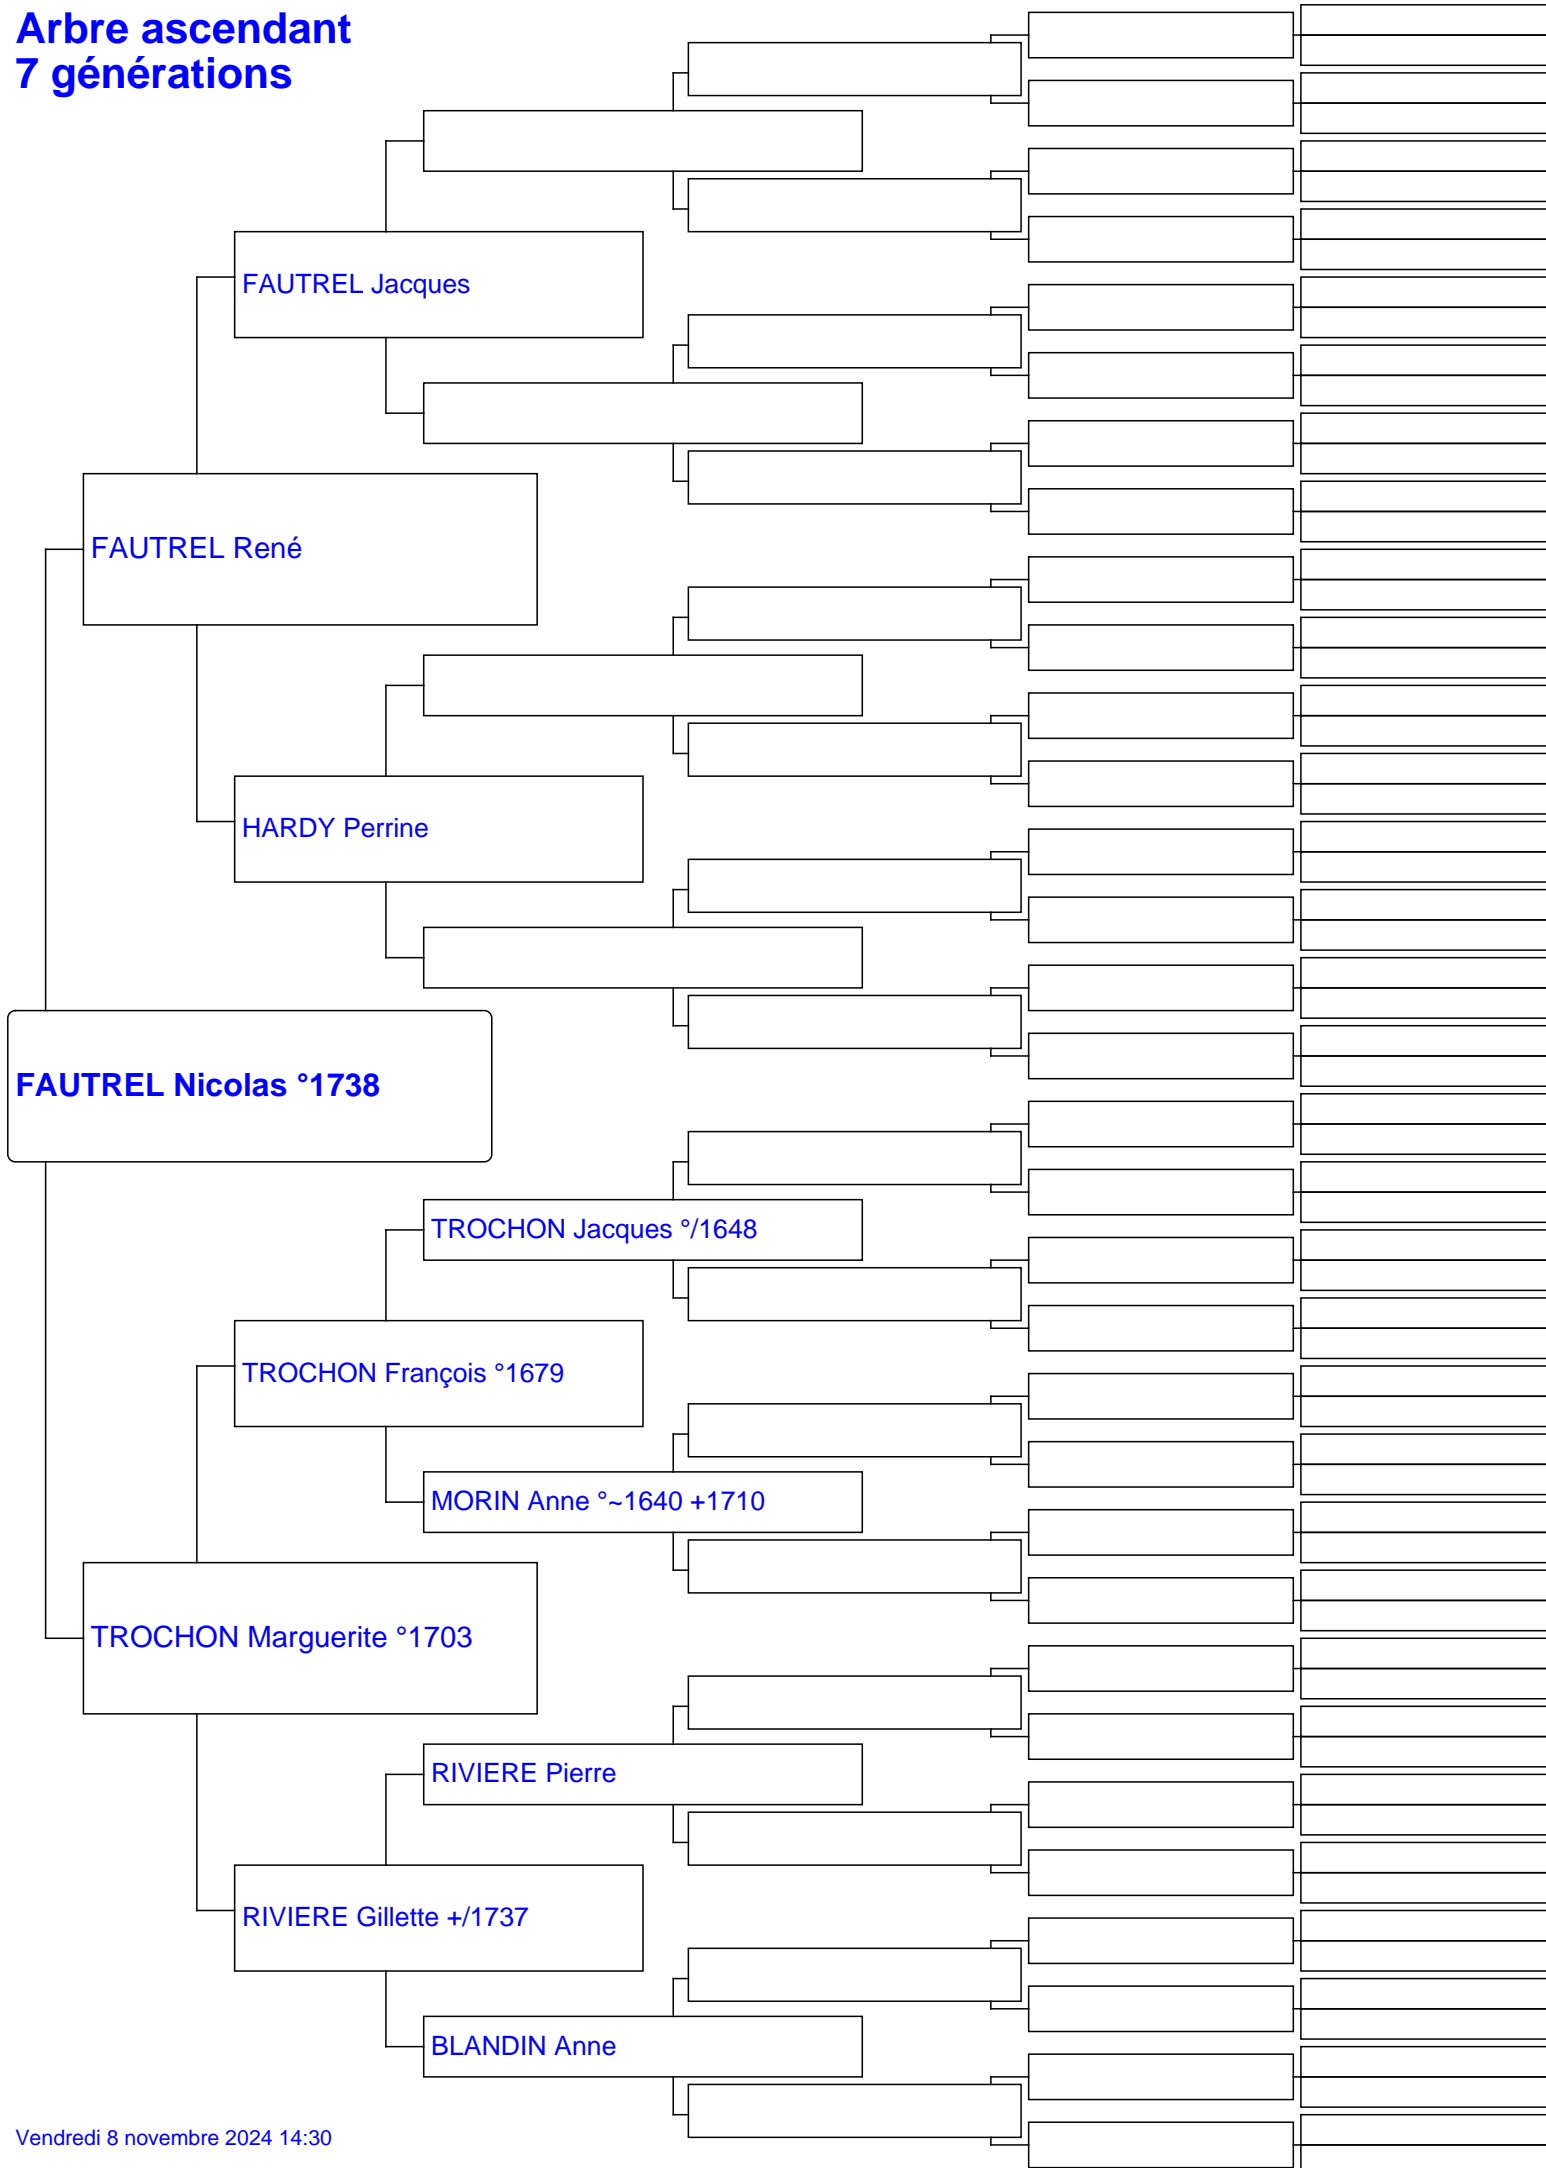 Arbre ascendant
7 générations
FAUTREL Jacques
FAUTREL René
HARDY Perrine
FAUTREL Nicolas °1738
TROCHON Jacques °/1648
TROCHON François °1679
MORIN Anne °~1640 +1710
TROCHON Marguerite °1703
RIVIERE Pierre
RIVIERE Gillette +/1737
BLANDIN Anne
Vendredi 8 novembre 2024 14:30